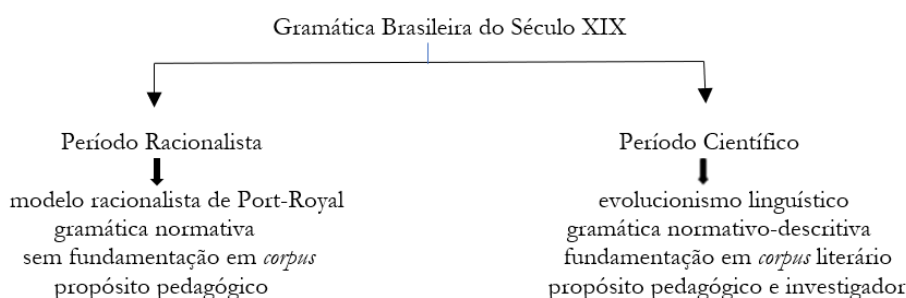 Gramática Brasileira do Século XIX
Período Racionalista
modelo racionalista de Port-Royal
gramática normativa
sem fundamentação em corpus
propósito pedagógico
Período Científico
evolucionismo linguístico
gramática normativo-descritiva
fundamentação em corpus literário
propósito pedagógico e investigador